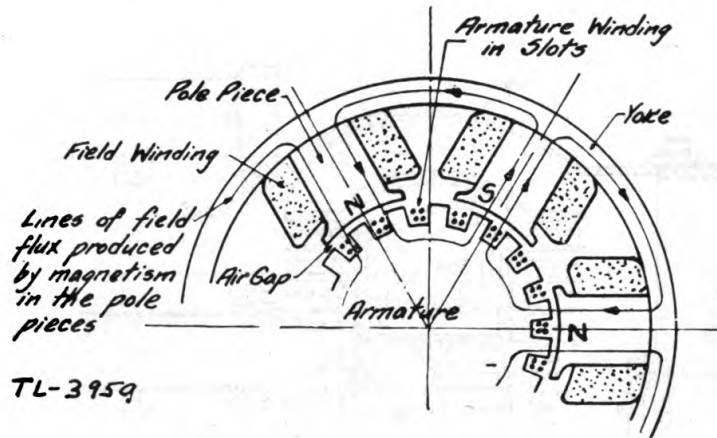 Armature Winding
in Slots
Pole Piece
Yoke
Field Winding
N
S
Lines of field
flux produced
by magnetism
in the pole
pieces
Air Gap
Armature
N
TL-3959